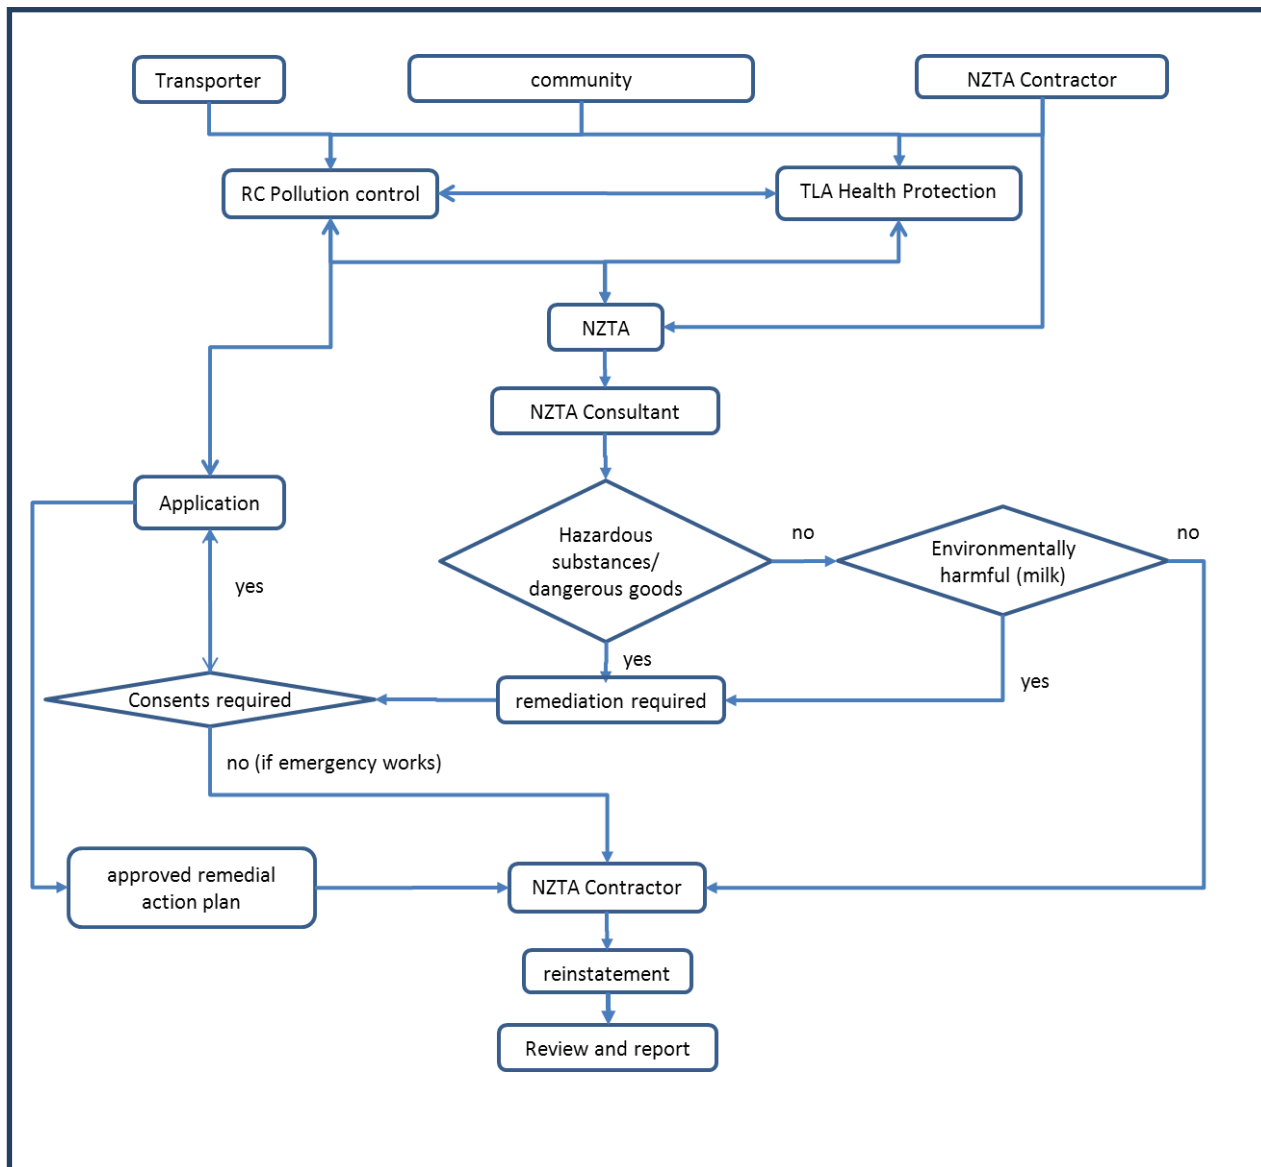 Transporter
community
NZTA Contractor
RC Pollution control
TLA Health Protection
NZTA
NZTA Consultant
Application
Hazardous
substances/
dangerous goods
no
Environmentally
harmful (milk)
no
yes
yes
yes
Consents required
remediation required
no (if emergency works)
approved remedial
action plan
NZTA Contractor
reinstatement
Review and report